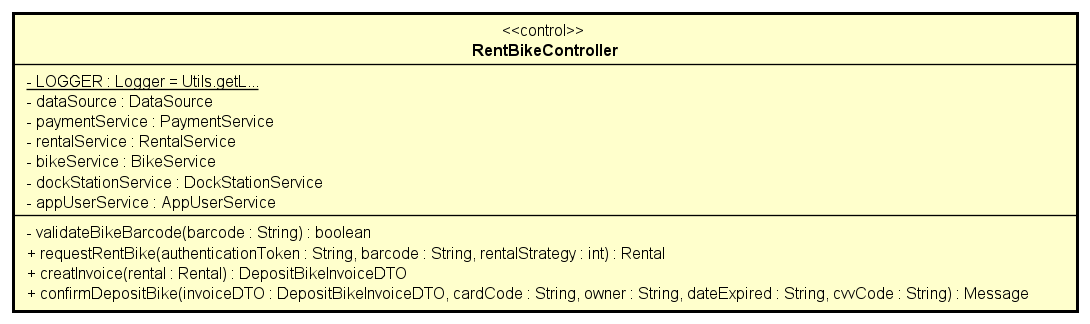 <<control>>
RentBikeController
- LOGGER : Logger = Utils.getL...
- dataSource : DataSource
- paymentService : PaymentService
- rentalService : RentalService
- bikeService : BikeService
- dockStationService : DockStationService
- appUserService : AppUserService
- validateBikeBarcode(barcode : String) : boolean
+ requestRentBike(authenticationToken : String, barcode : String, rentalStrategy : int) : Rental
+ creatInvoice(rental : Rental) : DepositBikeInvoiceDTO
+ confirmDepositBike(invoiceDTO : DepositBikeInvoiceDTO, cardCode : String, owner : String, dateExpired : String, cvvCode : String) : Message